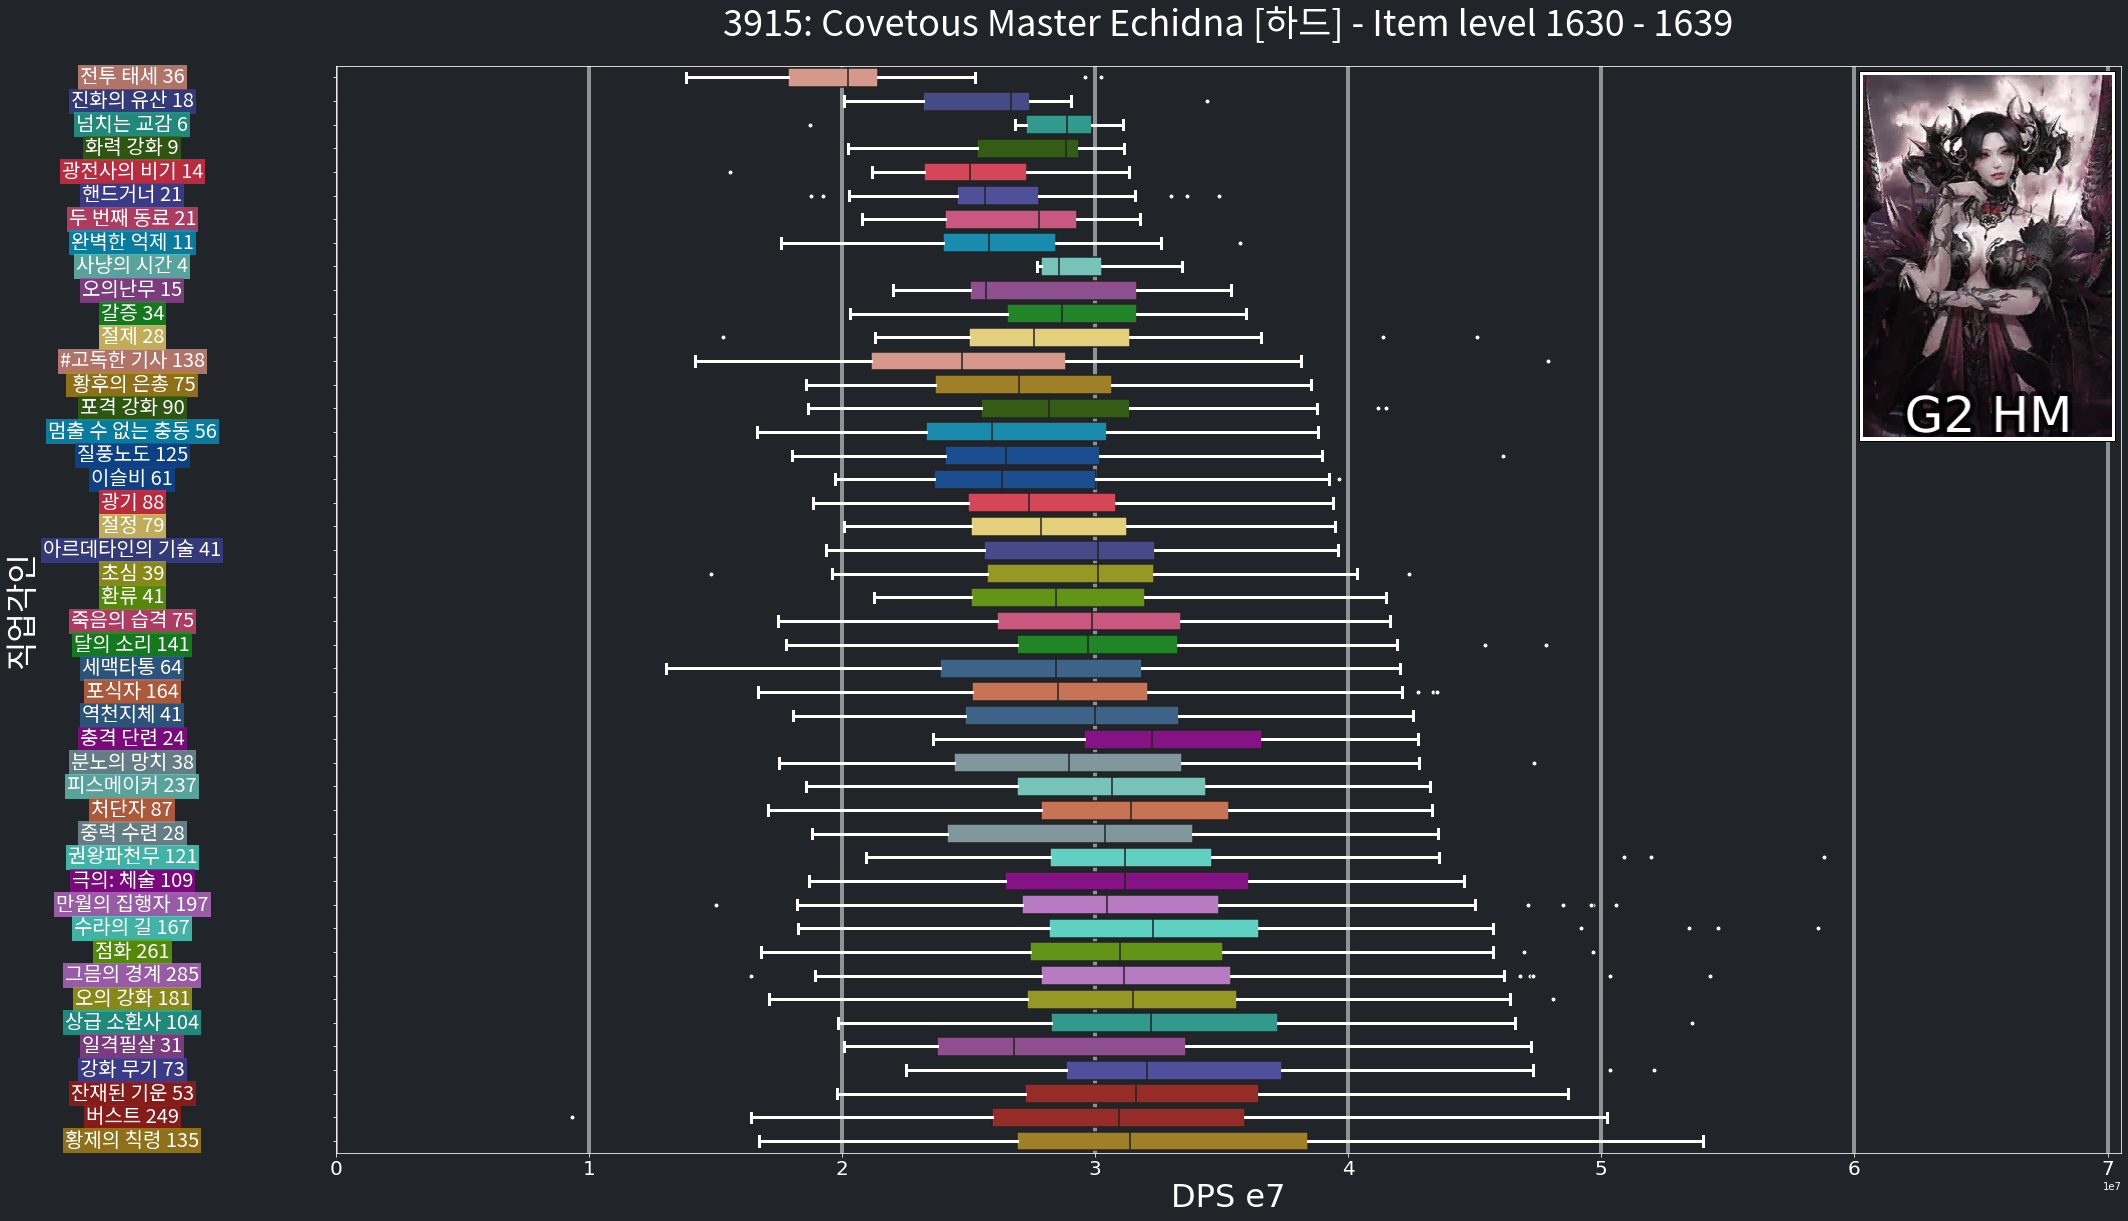 3915: Covetous Master Echidna [하드] - Item level 1630 - 1639
전투 태세 36
진화의 유산 18
넘치는 교감 6
화력 강화 9
광전사의 비기 14
핸드거너 21
두 번째 동료 21
완벽한 억제 11
사냥의 시간 4
오의난무 15
갈증 34
절제 28
#고독한 기사 138
황후의 은총 75
포격 강화 90
멈출 수 없는 충동 56
질풍노도 125
이슬비 61
광기 88
절정 79
아르데타인의 기술 41
초심 39
환류 41
죽음의 습격 75
달의 소리 141
세맥타통 64
포식자 164
역천지체 41
충격 단련 24
분노의 망치 38
피스메이커 237
처단자 87
중력 수련 28
권왕파천무 121
극의: 체술 109
만월의 집행자 197
수라의 길 167
점화 261
그믐의 경계 285
오의 강화 181
상급 소환사 104
일격필살 31
강화 무기 73
잔재된 기운 53
버스트 249
황제의 칙령 135
직업각인
G2 HM
0 1 2 3 4 5 6 7
1e7
DPS e7